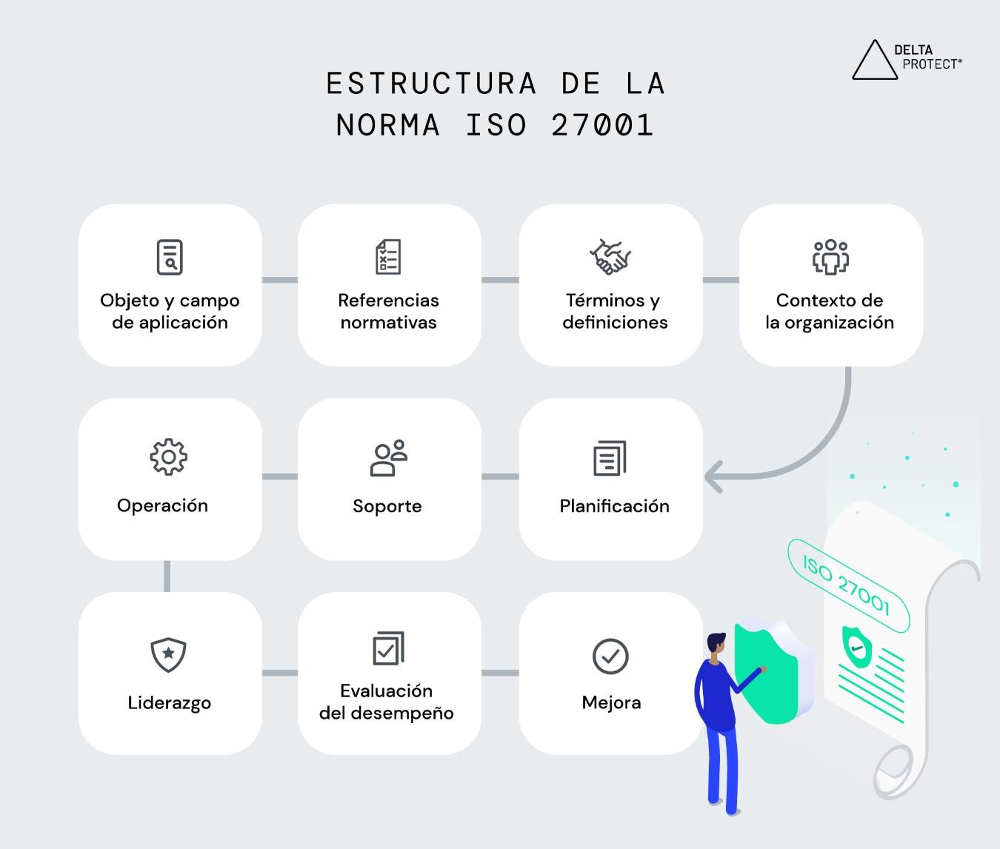 DELTA
PROTECT®
ESTRUCTURA DE LA
NORMA ISO 27001
Objeto y campo
de aplicación
Referencias
normativas
Términos y
definiciones
Contexto de
la organización
Operación
Soporte
Planificación
ISO 27001
Liderazgo
Evaluación
del desempeño
Mejora